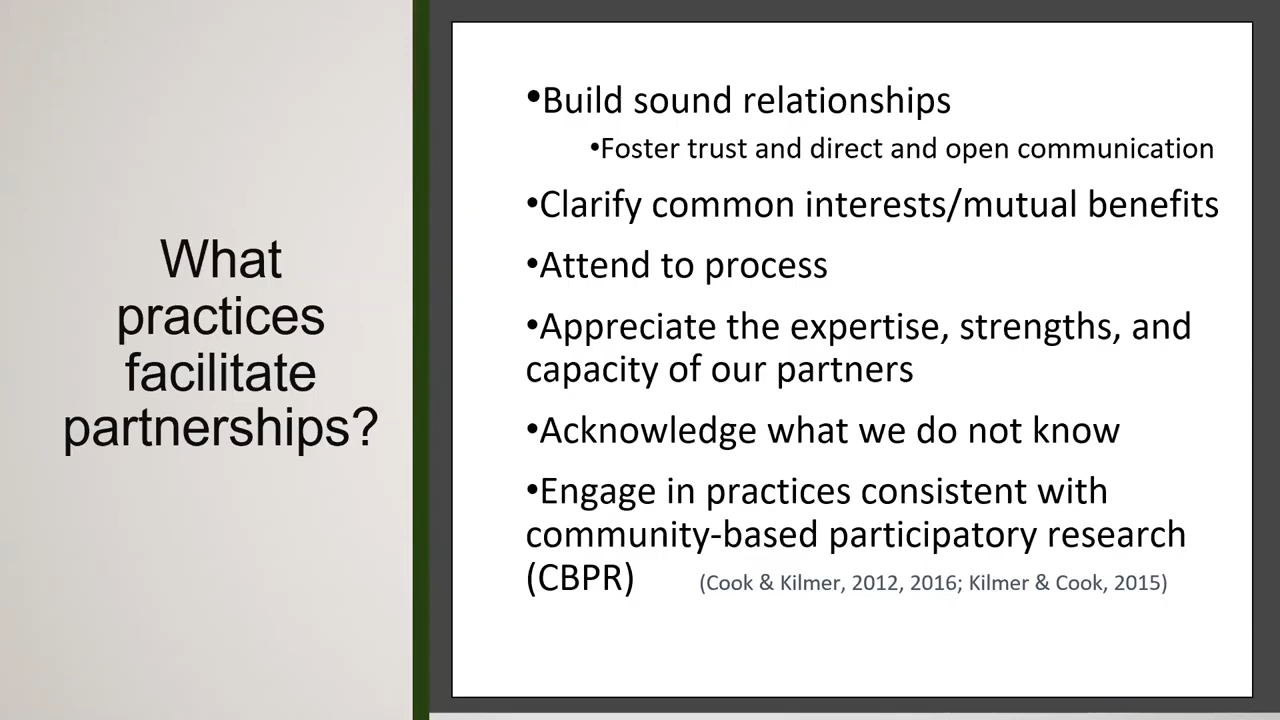 What
practices
facilitate
partnerships?
•Build sound relationships
•Foster trust and direct and open communication
•Clarify common interests/mutual benefits
•Attend to process
•Appreciate the expertise, strengths, and
capacity of our partners
•Acknowledge what we do not know
•Engage in practices consistent with
community-based participatory research
(CBPR) (Cook & Kilmer, 2012, 2016; Kilmer & Cook, 2015)